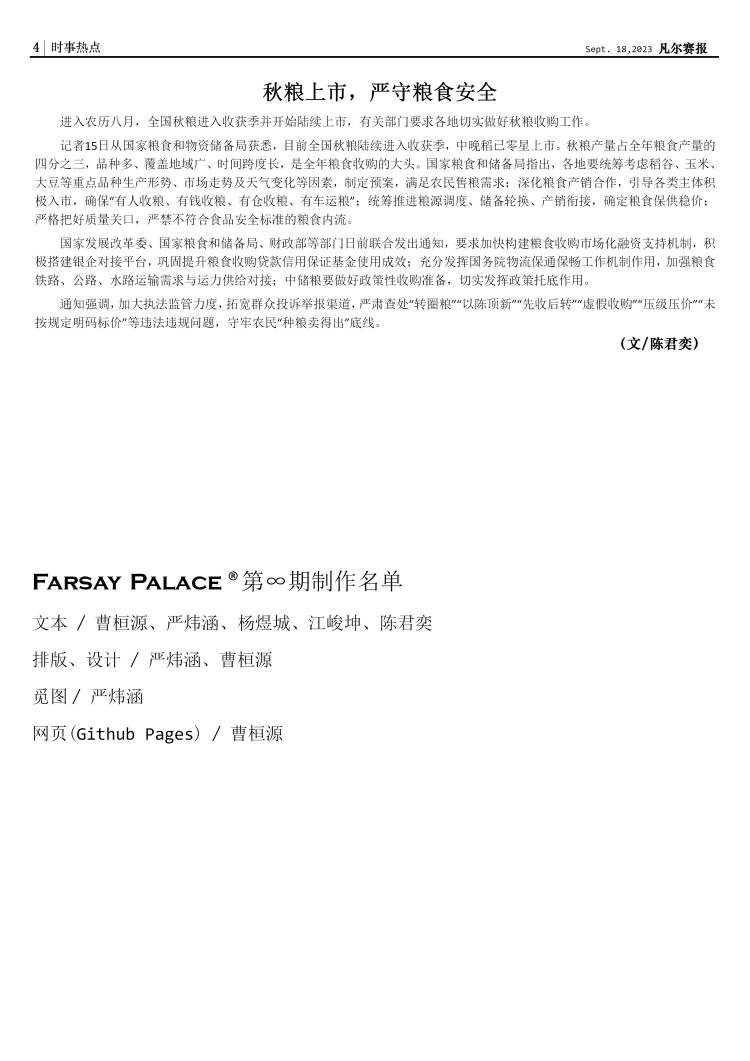 4 时事热点 Sept. 18,2023 凡尔赛报
秋粮上市，严守粮食安全
进入农历八月，全国秋粮进入收获季并开始陆续上市，有关部门要求各地切实做好秋粮收购工作。
记者15日从国家粮食和物资储备局获悉，目前全国秋粮陆续进入收获季，中晚稻已零星上市。秋粮产量占全年粮食产量的
四分之三，品种多、覆盖地域广、时间跨度长，是全年粮食收购的大头。国家粮食和储备局指出，各地要统筹考虑稻谷、玉米、
大豆等重点品种生产形势、市场走势及天气变化等因素，制定预案，满足农民售粮需求；深化粮食产销合作，引导各类主体积
极入市，确保“有人收粮、有钱收粮、有仓收粮、有车运粮”；统筹推进粮源调度、储备轮换、产销衔接，确定粮食保供稳价；
严格把好质量关口，严禁不符合食品安全标准的粮食内流。
国家发展改革委、国家粮食和储备局、财政部等部门日前联合发出通知，要求加快构建粮食收购市场化融资支持机制，积
极搭建银企对接平台，巩固提升粮食收购贷款信用保证基金使用成效；充分发挥国务院物流保通保畅工作机制作用，加强粮食
铁路、公路、水路运输需求与运力供给对接；中储粮要做好政策性收购准备，切实发挥政策托底作用。
通知强调，加大执法监管力度，拓宽群众投诉举报渠道，严肃查处“转圈粮”“以陈顶新”“先收后转”“虚假收购”“压级压价”“未
按规定明码标价”等违法违规问题，守牢农民“种粮卖得出”底线。
（文/陈君奕）
FARSAY PALACE ® 第∞期制作名单
文本 / 曹桓源、严炜涵、杨煜城、江峻坤、陈君奕
排版、设计 / 严炜涵、曹桓源
觅图 / 严炜涵
网页(Github Pages) / 曹桓源